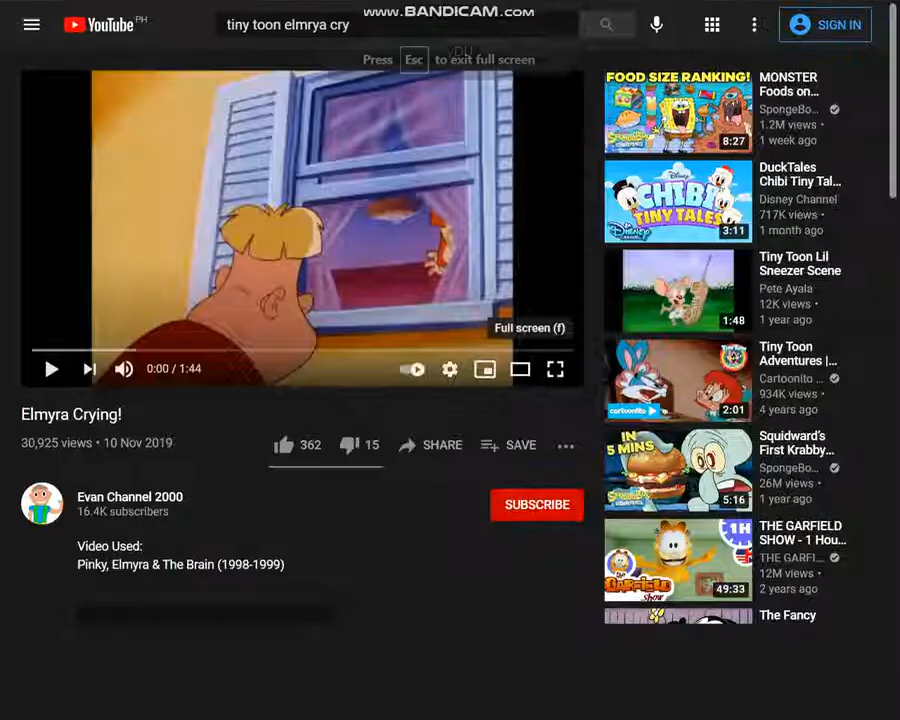 www.BANDICAM.com
YouTube PH
tiny toon elmrya cry
SIGN IN
Press Esc to exit full screen
Full screen (f)
0:00 / 1:44
Elmyra Crying!
30,925 views • 10 Nov 2019
362
15
SHARE
SAVE
Evan Channel 2000
16.4K subscribers
SUBSCRIBE
Video Used:
Pinky, Elmyra & The Brain (1998-1999)
FOOD SIZE RANKING!
8:27
MONSTER
Foods on...
SpongeBo...
1.2M views •
1 week ago
Disney
CHIBI
TINY TALES
3:11
DuckTales
Chibi Tiny Tal...
Disney Channel
717K views •
1 month ago
1:48
Tiny Toon Lil
Sneezer Scene
Pete Ayala
12K views •
1 year ago
cartoonito
2:01
Tiny Toon
Adventures |...
Cartoonito ...
934K views •
4 years ago
IN
5 MINS
5:16
Squidward's
First Krabby...
SpongeBo...
26M views •
1 year ago
1H
THE
GARFIELD
Show
49:33
THE GARFIELD
SHOW - 1 Hou...
THE GARFI...
12M views •
2 years ago
The Fancy